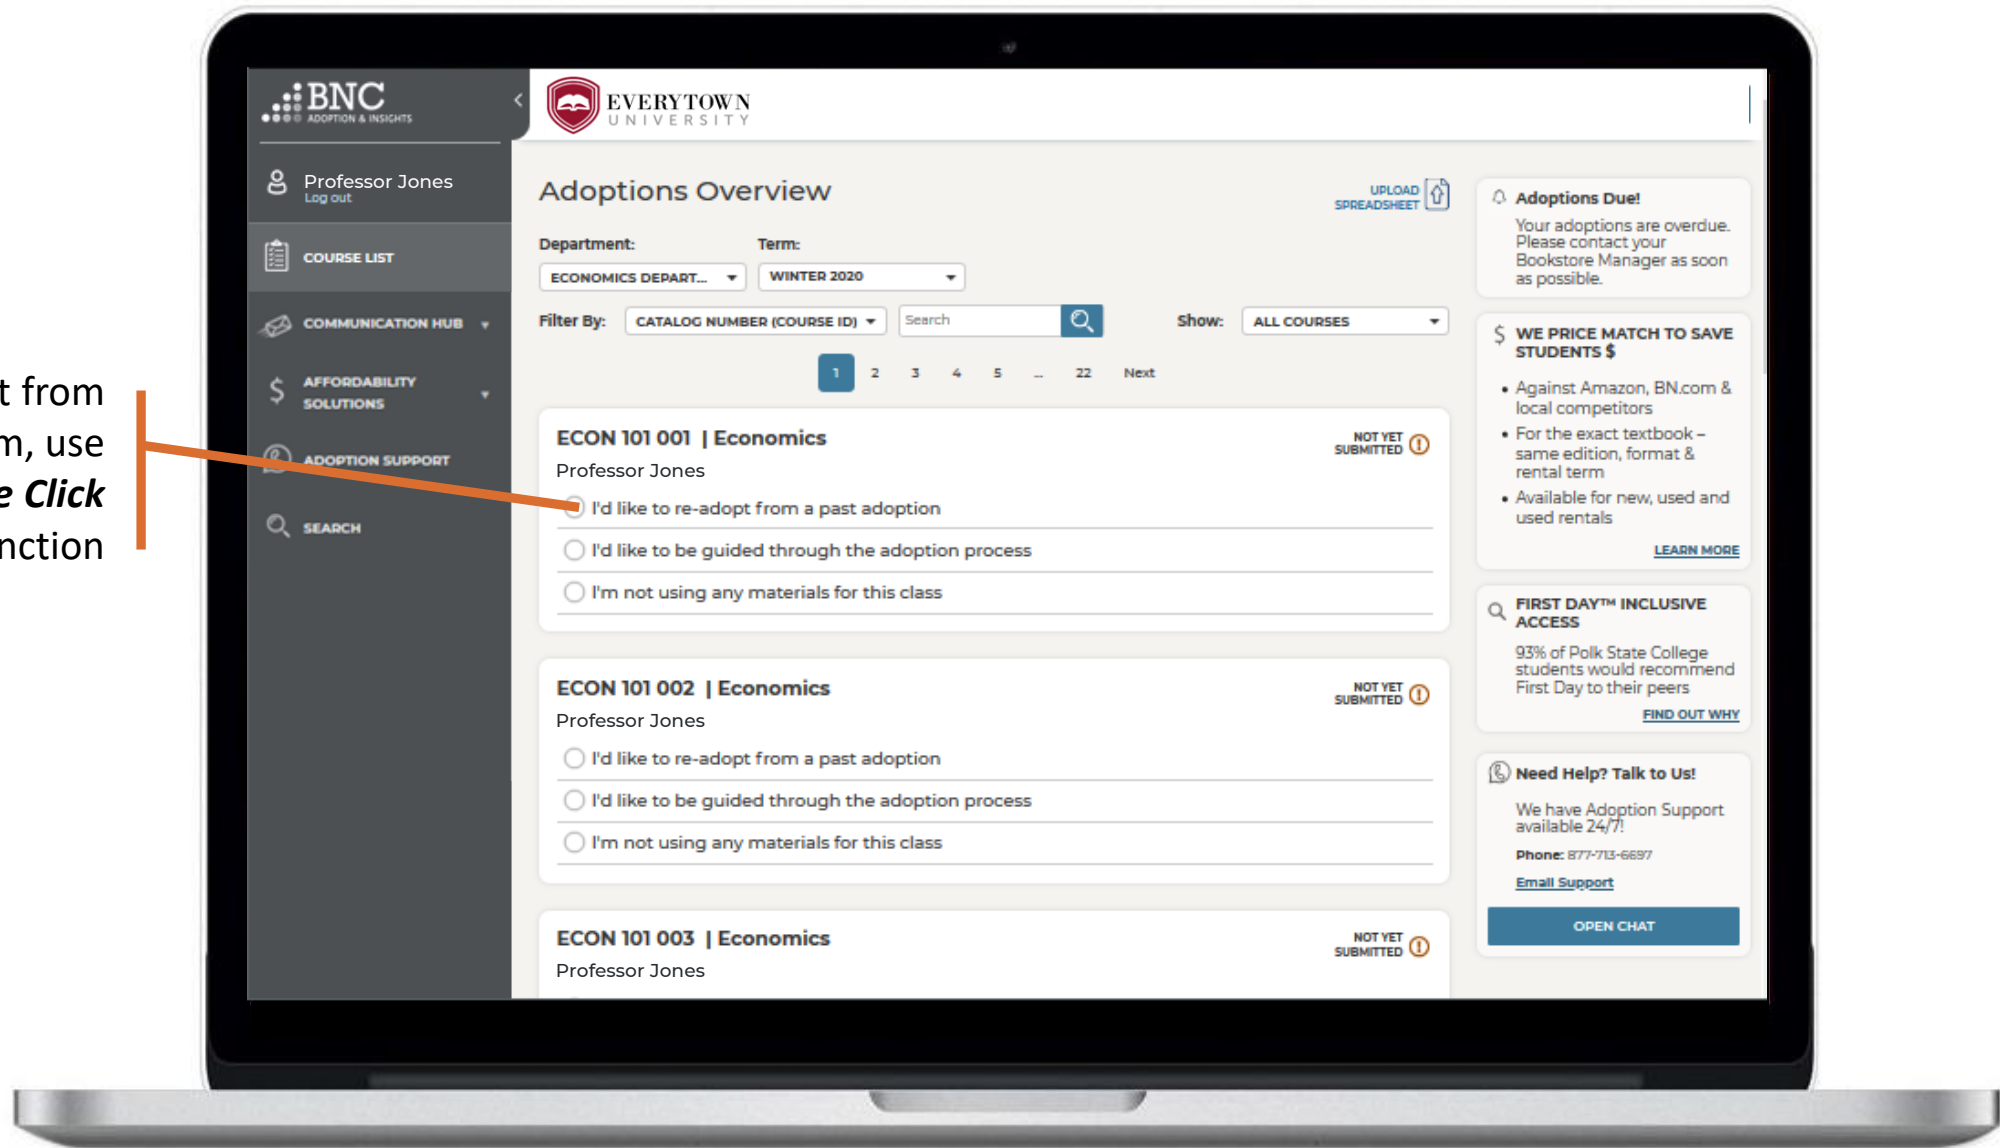 t from
m, use
e Click
nction
BNC
ADOPTION & INSIGHTS
Professor Jones
Log out
COURSE LIST
COMMUNICATION HUB
$ AFFORDABILITY
SOLUTIONS
ADOPTION SUPPORT
SEARCH
<
EVERYTOWN
UNIVERSITY
Adoptions Overview
UPLOAD
SPREADSHEET
Department:
Term:
ECONOMICS DEPART...
WINTER 2020
Filter By:
CATALOG NUMBER (COURSE ID)
Search
Show:
ALL COURSES
1 2 3 4 5 ... 22 Next
ECON 101 001 | Economics
NOT YET
SUBMITTED
Professor Jones
I'd like to re-adopt from a past adoption
I'd like to be guided through the adoption process
I'm not using any materials for this class
ECON 101 002 | Economics
NOT YET
SUBMITTED
Professor Jones
I'd like to re-adopt from a past adoption
I'd like to be guided through the adoption process
I'm not using any materials for this class
ECON 101 003 | Economics
NOT YET
SUBMITTED
Professor Jones
Adoptions Due!
Your adoptions are overdue.
Please contact your
Bookstore Manager as soon
as possible.
$ WE PRICE MATCH TO SAVE
STUDENTS $
• Against Amazon, BN.com &
local competitors
• For the exact textbook –
same edition, format &
rental term
• Available for new, used and
used rentals
LEARN MORE
FIRST DAY™ INCLUSIVE
ACCESS
93% of Polk State College
students would recommend
First Day to their peers
FIND OUT WHY
Need Help? Talk to Us!
We have Adoption Support
available 24/7!
Phone: 877-713-6697
Email Support
OPEN CHAT